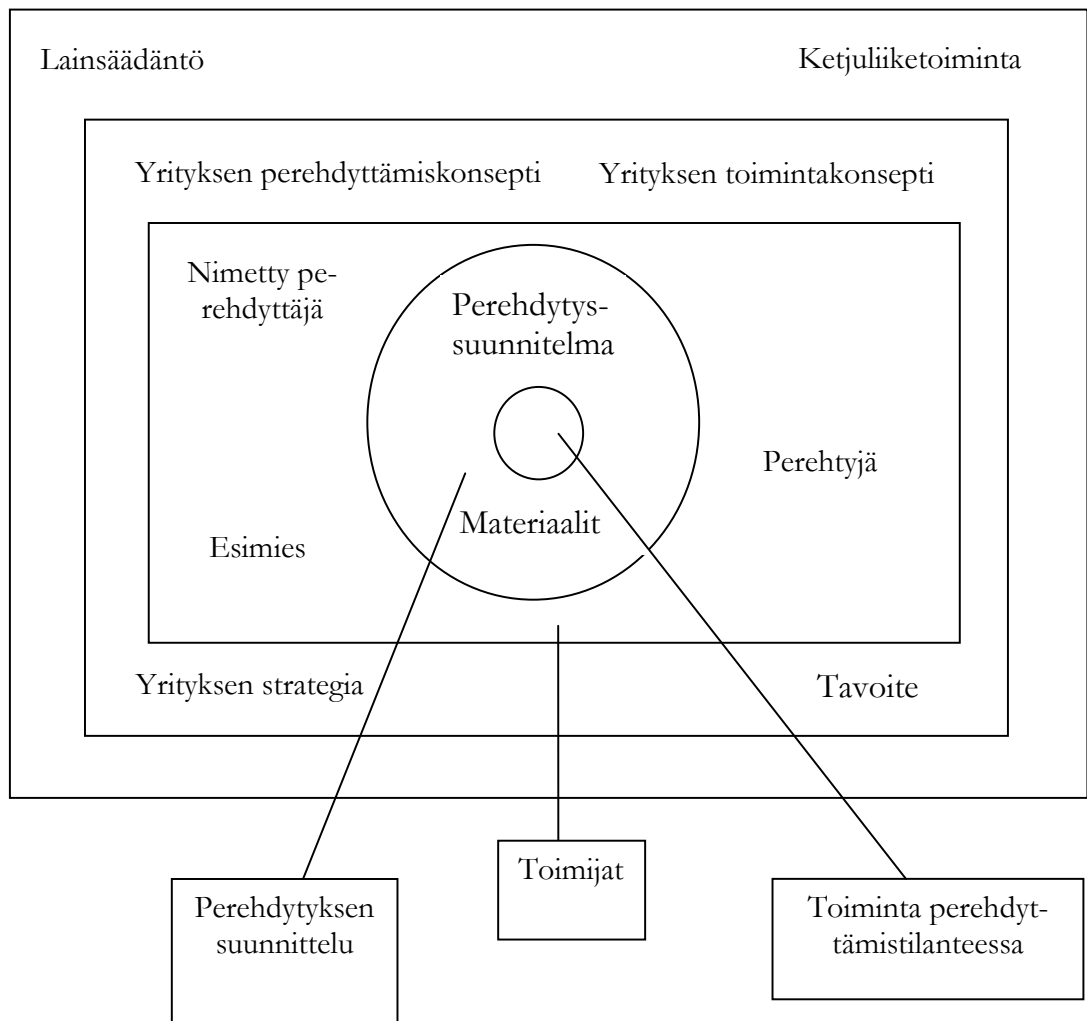 Lainsäädäntö
Ketjuliiketoiminta
Yrityksen perehdyttämiskonsepti
Yrityksen toimintakonsepti
Nimetty pe-
rehdyttäjä
Perehdytys-
suunnitelma
Perehtyjä
Materiaalit
Esimies
Yrityksen strategia
Tavoite
Perehdytyksen
suunnittelu
Toimijat
Toiminta perehdyt-
tämistilanteessa